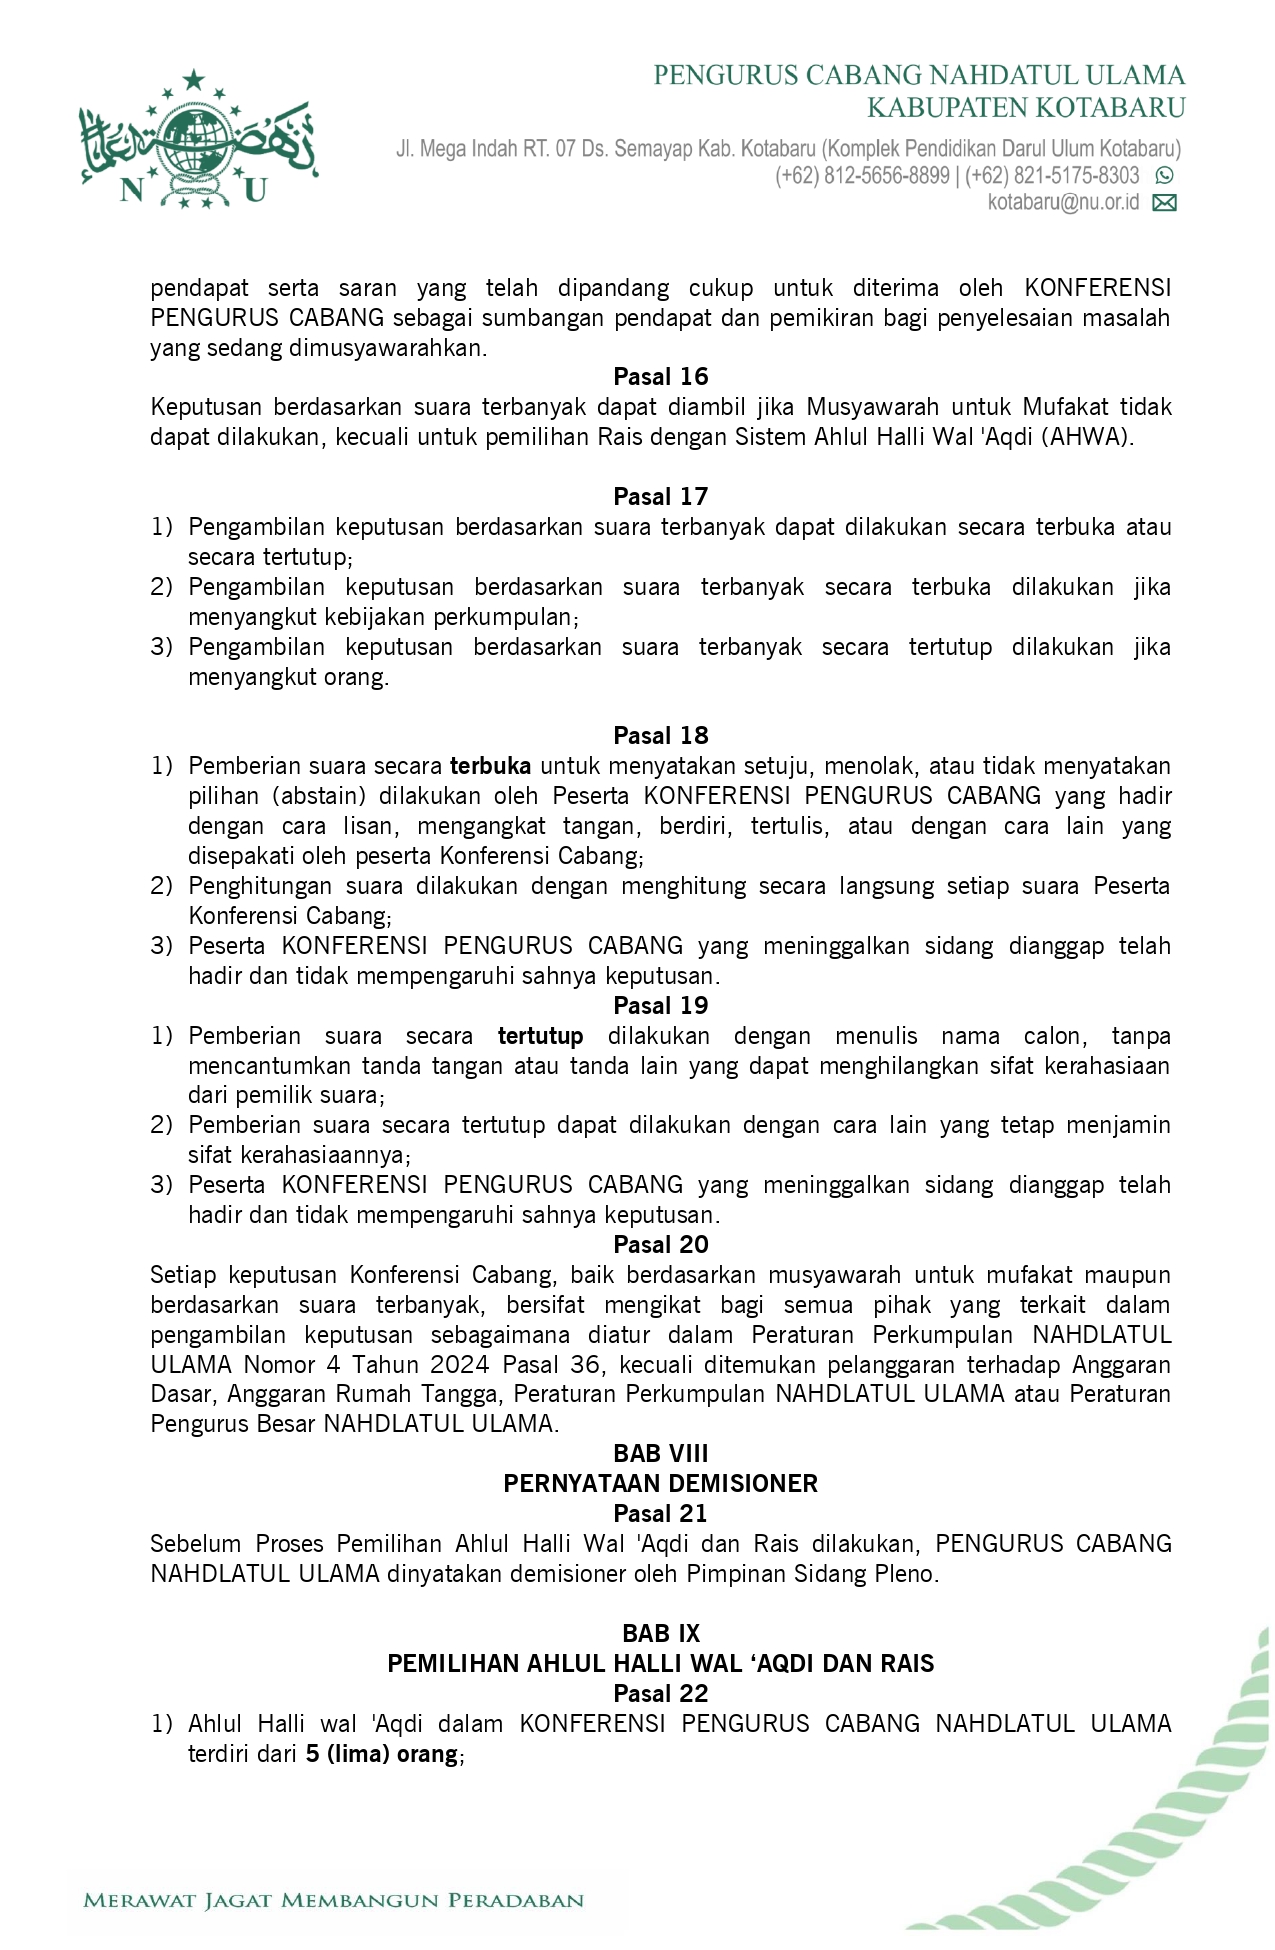 PENGURUS CABANG NAHDATUL ULAMA
KABUPATEN KOTABARU
Jl. Mega Indah RT. 07 Ds. Semayap Kab. Kotabaru (Komplek Pendidikan Darul Ulum Kotabaru)
(+62) 812-5656-8899 | (+62) 821-5175-8303
kotabaru@nu.or.id
N U
pendapat serta saran yang telah dipandang cukup untuk diterima oleh KONFERENSI
PENGURUS CABANG sebagai sumbangan pendapat dan pemikiran bagi penyelesaian masalah
yang sedang dimusyawarahkan.
Pasal 16
Keputusan berdasarkan suara terbanyak dapat diambil jika Musyawarah untuk Mufakat tidak
dapat dilakukan, kecuali untuk pemilihan Rais dengan Sistem Ahlul Halli Wal 'Aqdi (AHWA).
Pasal 17
1) Pengambilan keputusan berdasarkan suara terbanyak dapat dilakukan secara terbuka atau
secara tertutup;
2) Pengambilan keputusan berdasarkan suara terbanyak secara terbuka dilakukan jika
menyangkut kebijakan perkumpulan;
3) Pengambilan keputusan berdasarkan suara terbanyak secara tertutup dilakukan jika
menyangkut orang.
Pasal 18
1) Pemberian suara secara terbuka untuk menyatakan setuju, menolak, atau tidak menyatakan
pilihan (abstain) dilakukan oleh Peserta KONFERENSI PENGURUS CABANG yang hadir
dengan cara lisan, mengangkat tangan, berdiri, tertulis, atau dengan cara lain yang
disepakati oleh peserta Konferensi Cabang;
2) Penghitungan suara dilakukan dengan menghitung secara langsung setiap suara Peserta
Konferensi Cabang;
3) Peserta KONFERENSI PENGURUS CABANG yang meninggalkan sidang dianggap telah
hadir dan tidak mempengaruhi sahnya keputusan.
Pasal 19
1) Pemberian suara secara tertutup dilakukan dengan menulis nama calon, tanpa
mencantumkan tanda tangan atau tanda lain yang dapat menghilangkan sifat kerahasiaan
dari pemilik suara;
2) Pemberian suara secara tertutup dapat dilakukan dengan cara lain yang tetap menjamin
sifat kerahasiaannya;
3) Peserta KONFERENSI PENGURUS CABANG yang meninggalkan sidang dianggap telah
hadir dan tidak mempengaruhi sahnya keputusan.
Pasal 20
Setiap keputusan Konferensi Cabang, baik berdasarkan musyawarah untuk mufakat maupun
berdasarkan suara terbanyak, bersifat mengikat bagi semua pihak yang terkait dalam
pengambilan keputusan sebagaimana diatur dalam Peraturan Perkumpulan NAHDLATUL
ULAMA Nomor 4 Tahun 2024 Pasal 36, kecuali ditemukan pelanggaran terhadap Anggaran
Dasar, Anggaran Rumah Tangga, Peraturan Perkumpulan NAHDLATUL ULAMA atau Peraturan
Pengurus Besar NAHDLATUL ULAMA.
BAB VIII
PERNYATAAN DEMISIONER
Pasal 21
Sebelum Proses Pemilihan Ahlul Halli Wal 'Aqdi dan Rais dilakukan, PENGURUS CABANG
NAHDLATUL ULAMA dinyatakan demisioner oleh Pimpinan Sidang Pleno.
BAB IX
PEMILIHAN AHLUL HALLI WAL ‘AQDI DAN RAIS
Pasal 22
1) Ahlul Halli wal 'Aqdi dalam KONFERENSI PENGURUS CABANG NAHDLATUL ULAMA
terdiri dari 5 (lima) orang;
MERAWAT JAGAT MEMBANGUN PERADABAN